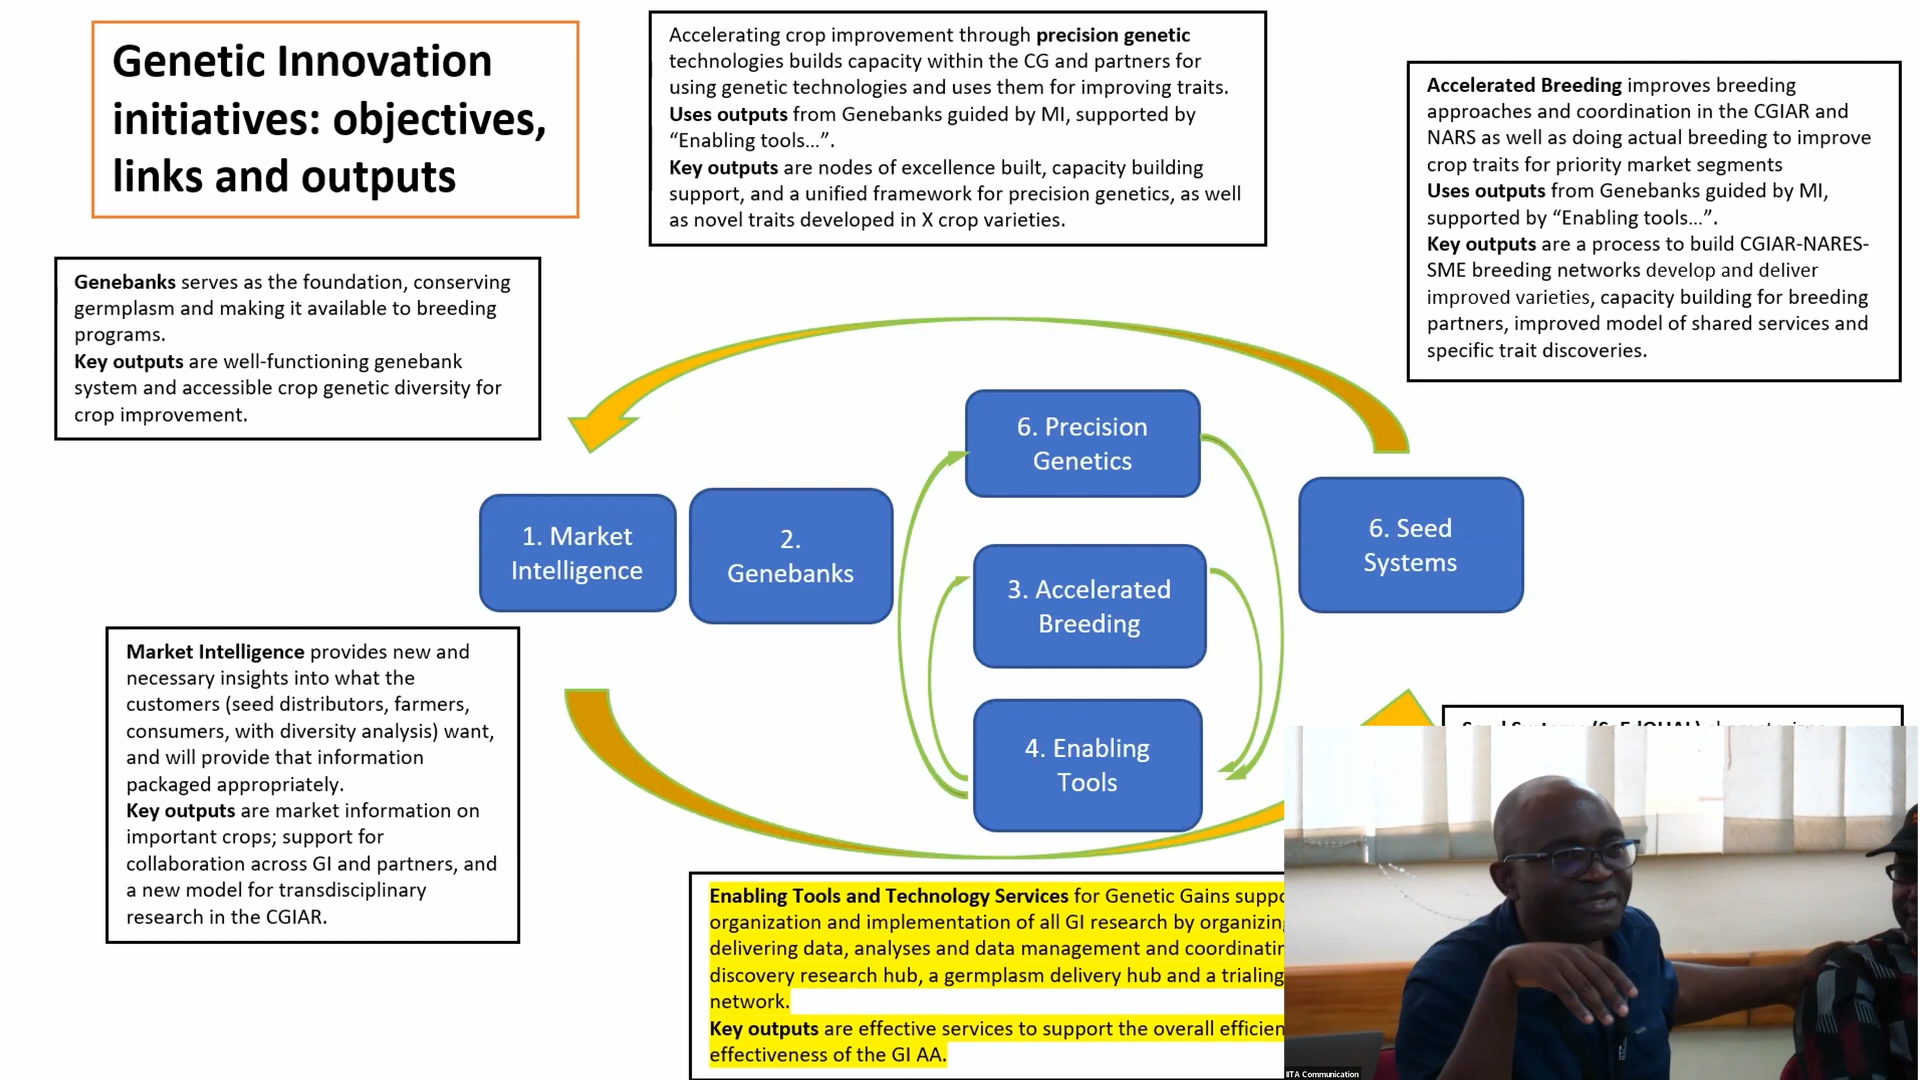 Genetic Innovation
initiatives: objectives,
links and outputs
Accelerating crop improvement through precision genetic
technologies builds capacity within the CG and partners for
using genetic technologies and uses them for improving traits.
Uses outputs from Genebanks guided by MI, supported by
“Enabling tools…”.
Key outputs are nodes of excellence built, capacity building
support, and a unified framework for precision genetics, as well
as novel traits developed in X crop varieties.
Accelerated Breeding improves breeding
approaches and coordination in the CGIAR and
NARS as well as doing actual breeding to improve
crop traits for priority market segments
Uses outputs from Genebanks guided by MI,
supported by “Enabling tools…”.
Key outputs are a process to build CGIAR-NARES-
SME breeding networks develop and deliver
improved varieties, capacity building for breeding
partners, improved model of shared services and
specific trait discoveries.
Genebanks serves as the foundation, conserving
germplasm and making it available to breeding
programs.
Key outputs are well-functioning genebank
system and accessible crop genetic diversity for
crop improvement.
6. Precision
Genetics
1. Market
Intelligence
2.
Genebanks
3. Accelerated
Breeding
4. Enabling
Tools
6. Seed
Systems
Market Intelligence provides new and
necessary insights into what the
customers (seed distributors, farmers,
consumers, with diversity analysis) want,
and will provide that information
packaged appropriately.
Key outputs are market information on
important crops; support for
collaboration across GI and partners, and
a new model for transdisciplinary
research in the CGIAR.
Enabling Tools and Technology Services for Genetic Gains
organization and implementation of all GI research by
delivering data, analyses and data management and
discovery research hub, a germplasm delivery hub and a trialing
network.
Key outputs are effective services to support the overall
effectiveness of the GI AA.
IITA Communication